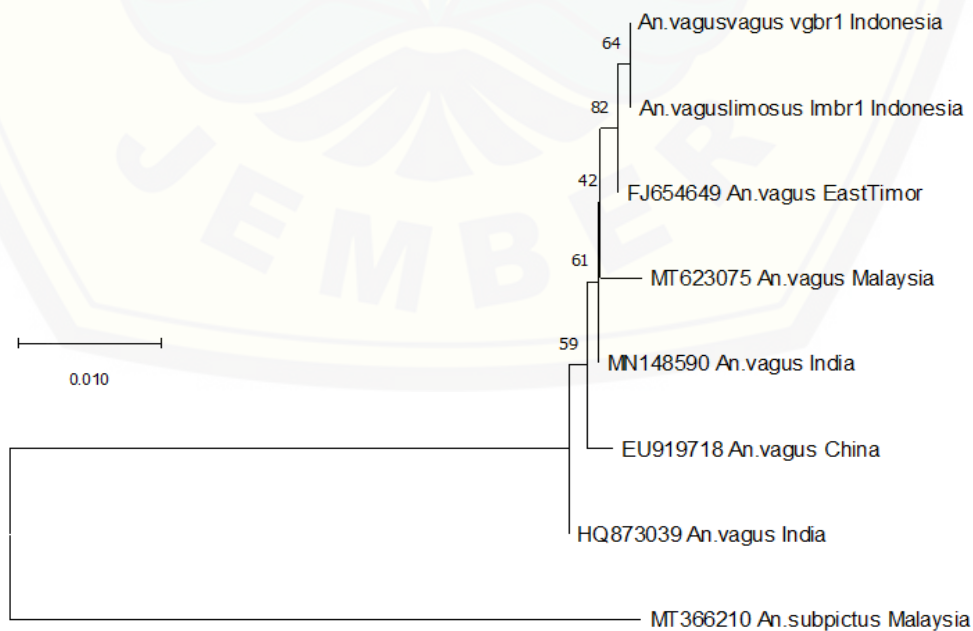 An.vagusvagus vgbr1 Indonesia
64
An.vaguslimosus lmbr1 Indonesia
82
FJ654649 An.vagus EastTimor
42
MT623075 An.vagus Malaysia
61
MN148590 An.vagus India
59
0.010
EU919718 An.vagus China
HQ873039 An.vagus India
MT366210 An.subpictus Malaysia
JEMBER